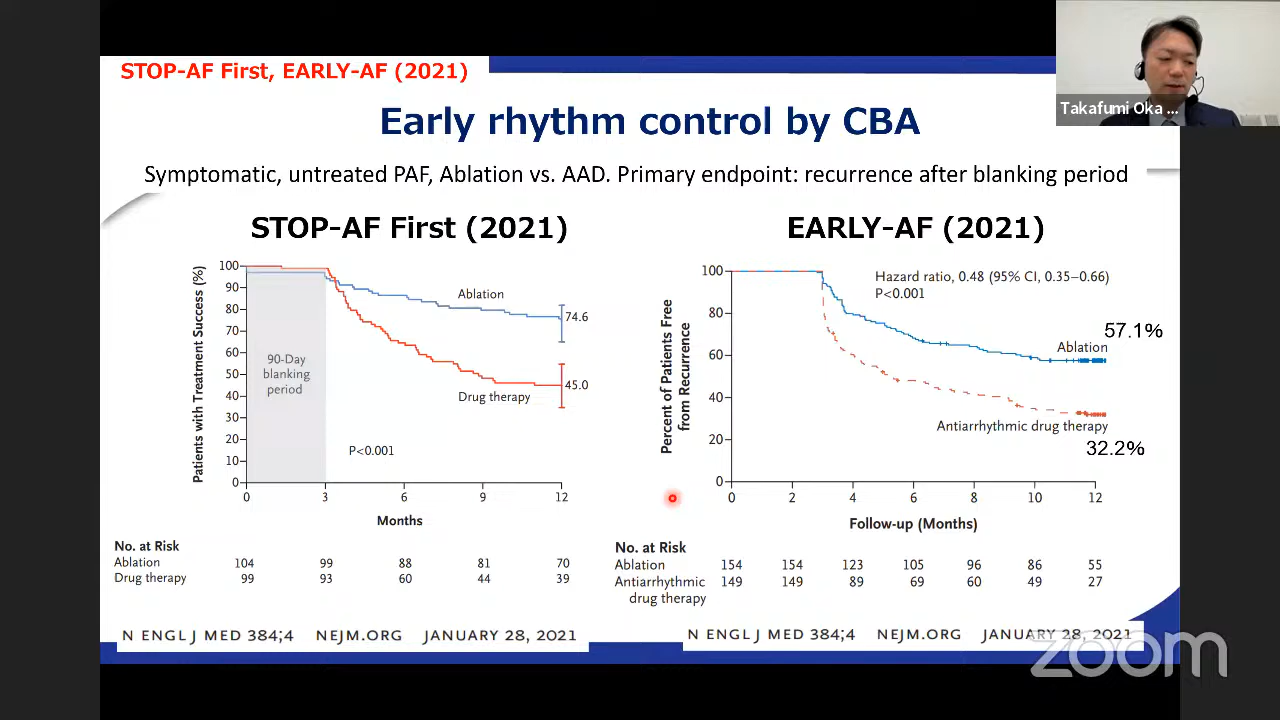 STOP-AF First, EARLY-AF (2021)
Takafumi Oka ...
Early rhythm control by CBA
Symptomatic, untreated PAF, Ablation vs. AAD. Primary endpoint: recurrence after blanking period
STOP-AF First (2021)
Patients with Treatment Success (%)
100
90
80
70
60
50
40
30
20
10
0
90-Day
blanking
period
Ablation
74.6
45.0
Drug therapy
P<0.001
0 3 6 9 12
Months
No. at Risk
Ablation 104 99 88 81 70
Drug therapy 99 93 60 44 39
N ENGL J MED 384;4 NEJM.ORG JANUARY 28, 2021
EARLY-AF (2021)
Percent of Patients Free
from Recurrence
100
80
60
40
20
0
Hazard ratio, 0.48 (95% CI, 0.35–0.66)
P<0.001
57.1%
Ablation
Antiarrhythmic drug therapy
32.2%
0 2 4 6 8 10 12
Follow-up (Months)
No. at Risk
Ablation 154 154 123 105 96 86 55
Antiarrhythmic 149 149 89 69 60 49 27
drug therapy
N ENGL J MED 384;4 NEJM.ORG JANUARY 28, 2021
zoom